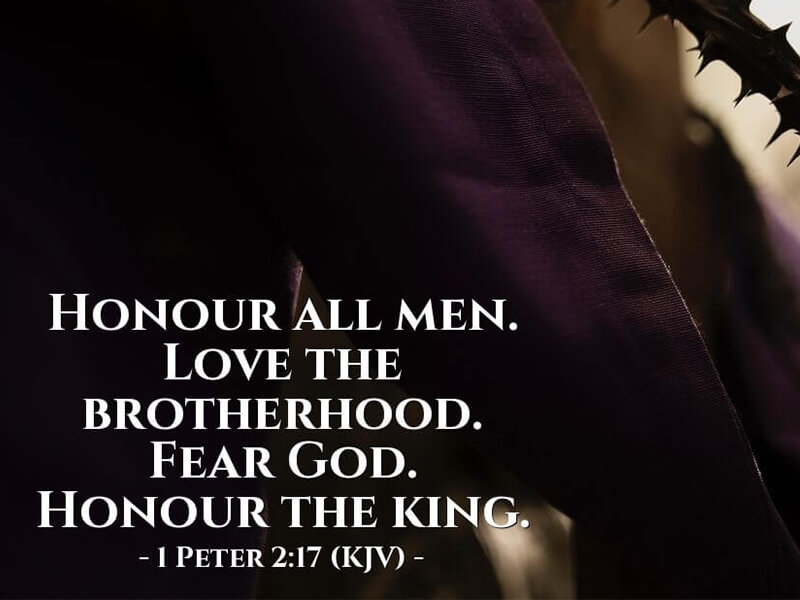 Honour all men.
Love the
brotherhood.
Fear God.
Honour the king.
- 1 Peter 2:17 (KJV) -